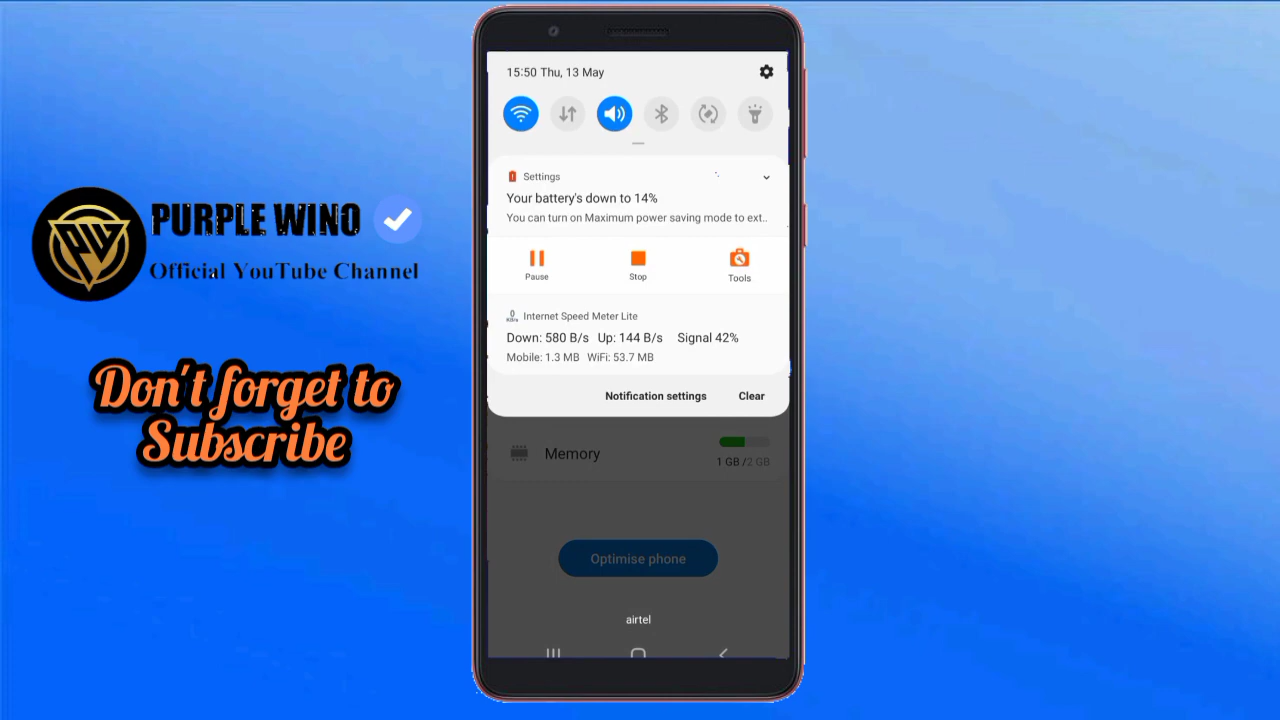 PURPLE WINO
Official YouTube Channel
Don't forget to
Subscribe
15:50 Thu, 13 May
Settings
Your battery's down to 14%
You can turn on Maximum power saving mode to ext..
Pause
Stop
Tools
0
KB/s
Internet Speed Meter Lite
Down: 580 B/s Up: 144 B/s Signal 42%
Mobile: 1.3 MB WiFi: 53.7 MB
Notification settings
Clear
Memory
1 GB /2 GB
Optimise phone
airtel